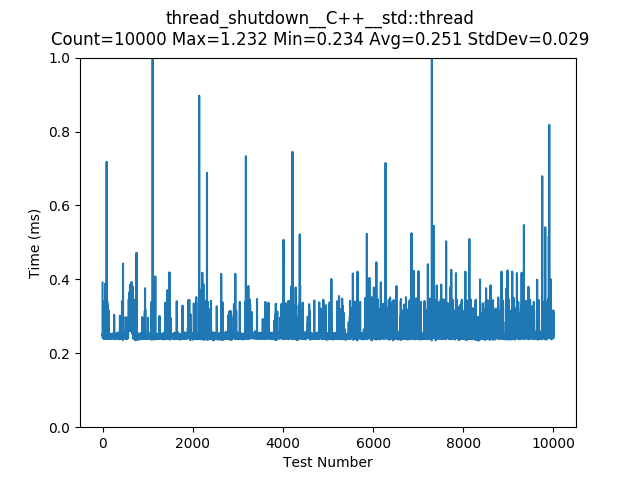 thread_shutdown__C++__std::thread
Count=10000 Max=1.232 Min=0.234 Avg=0.251 StdDev=0.029
1.0
0.8
0.6
0.4
0.2
0.0
Time (ms)
0 2000 4000 6000 8000 10000
Test Number